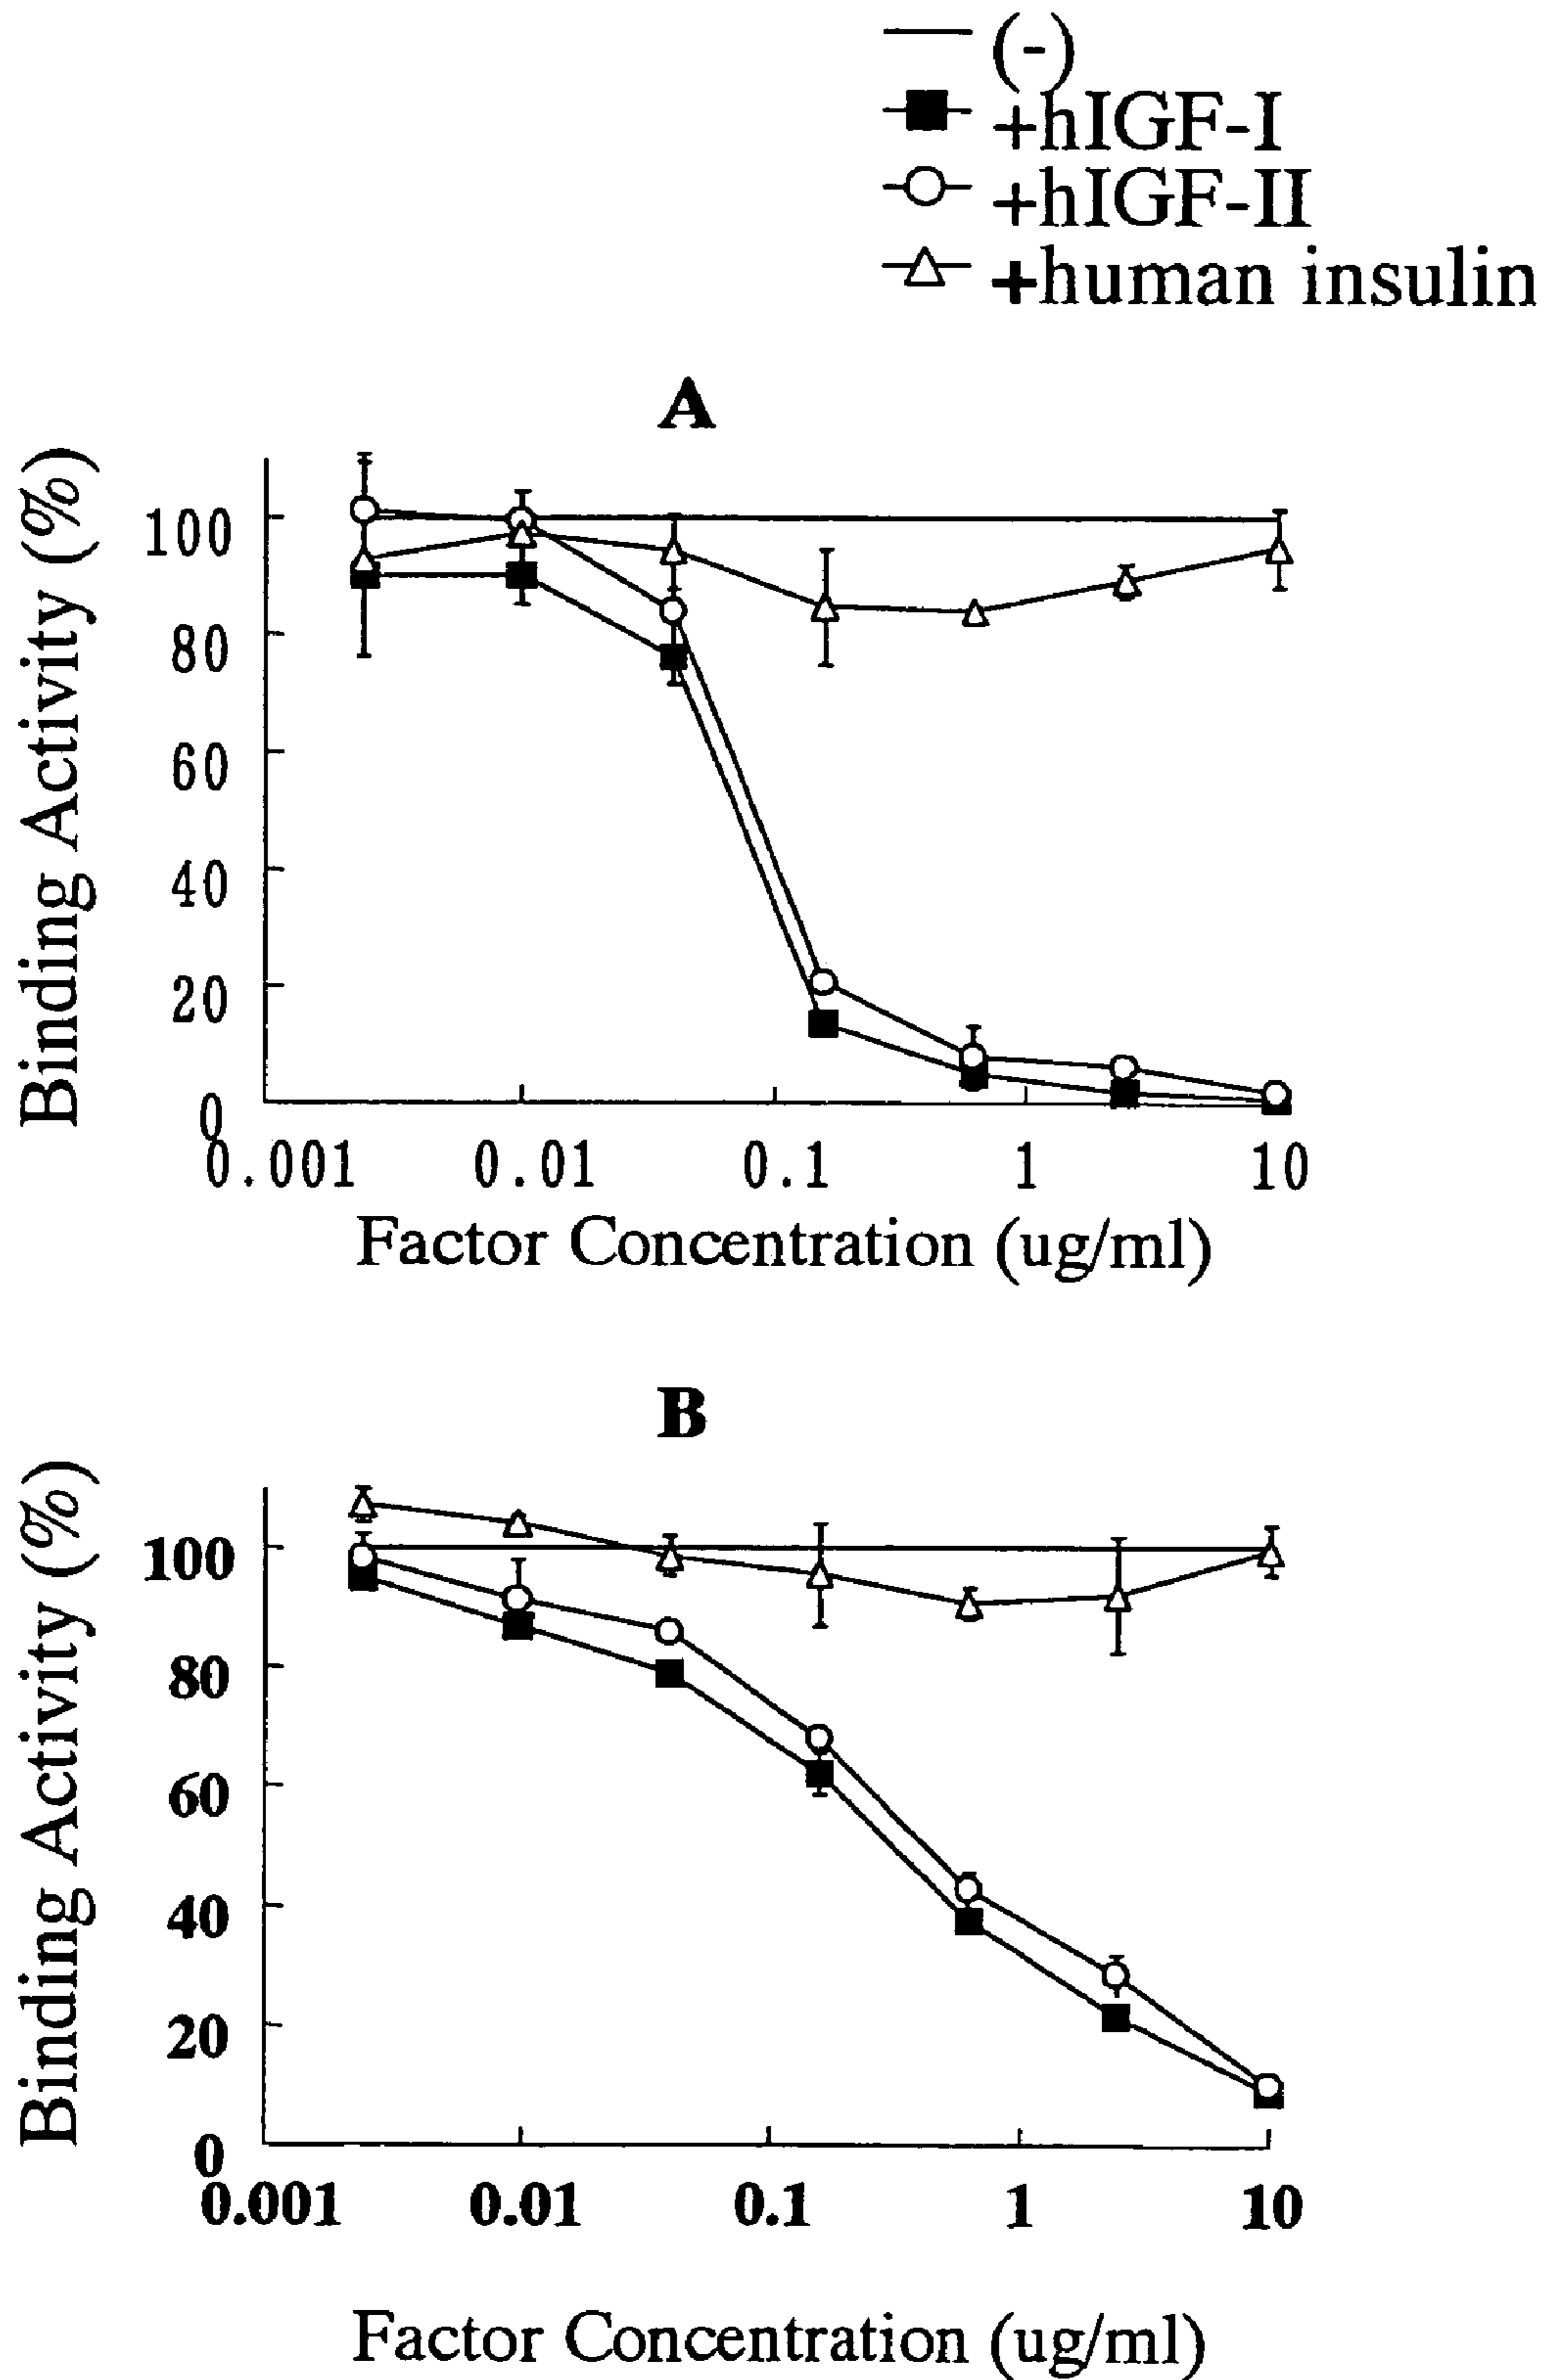 (-)
+hIGF-I
+hIGF-II
+human insulin
A
Binding Activity (%)
100
80
60
40
20
0
0.001 0.01 0.1 1 10
Factor Concentration (ug/ml)
B
Binding Activity (%)
100
80
60
40
20
0
0.001 0.01 0.1 1 10
Factor Concentration (ug/ml)